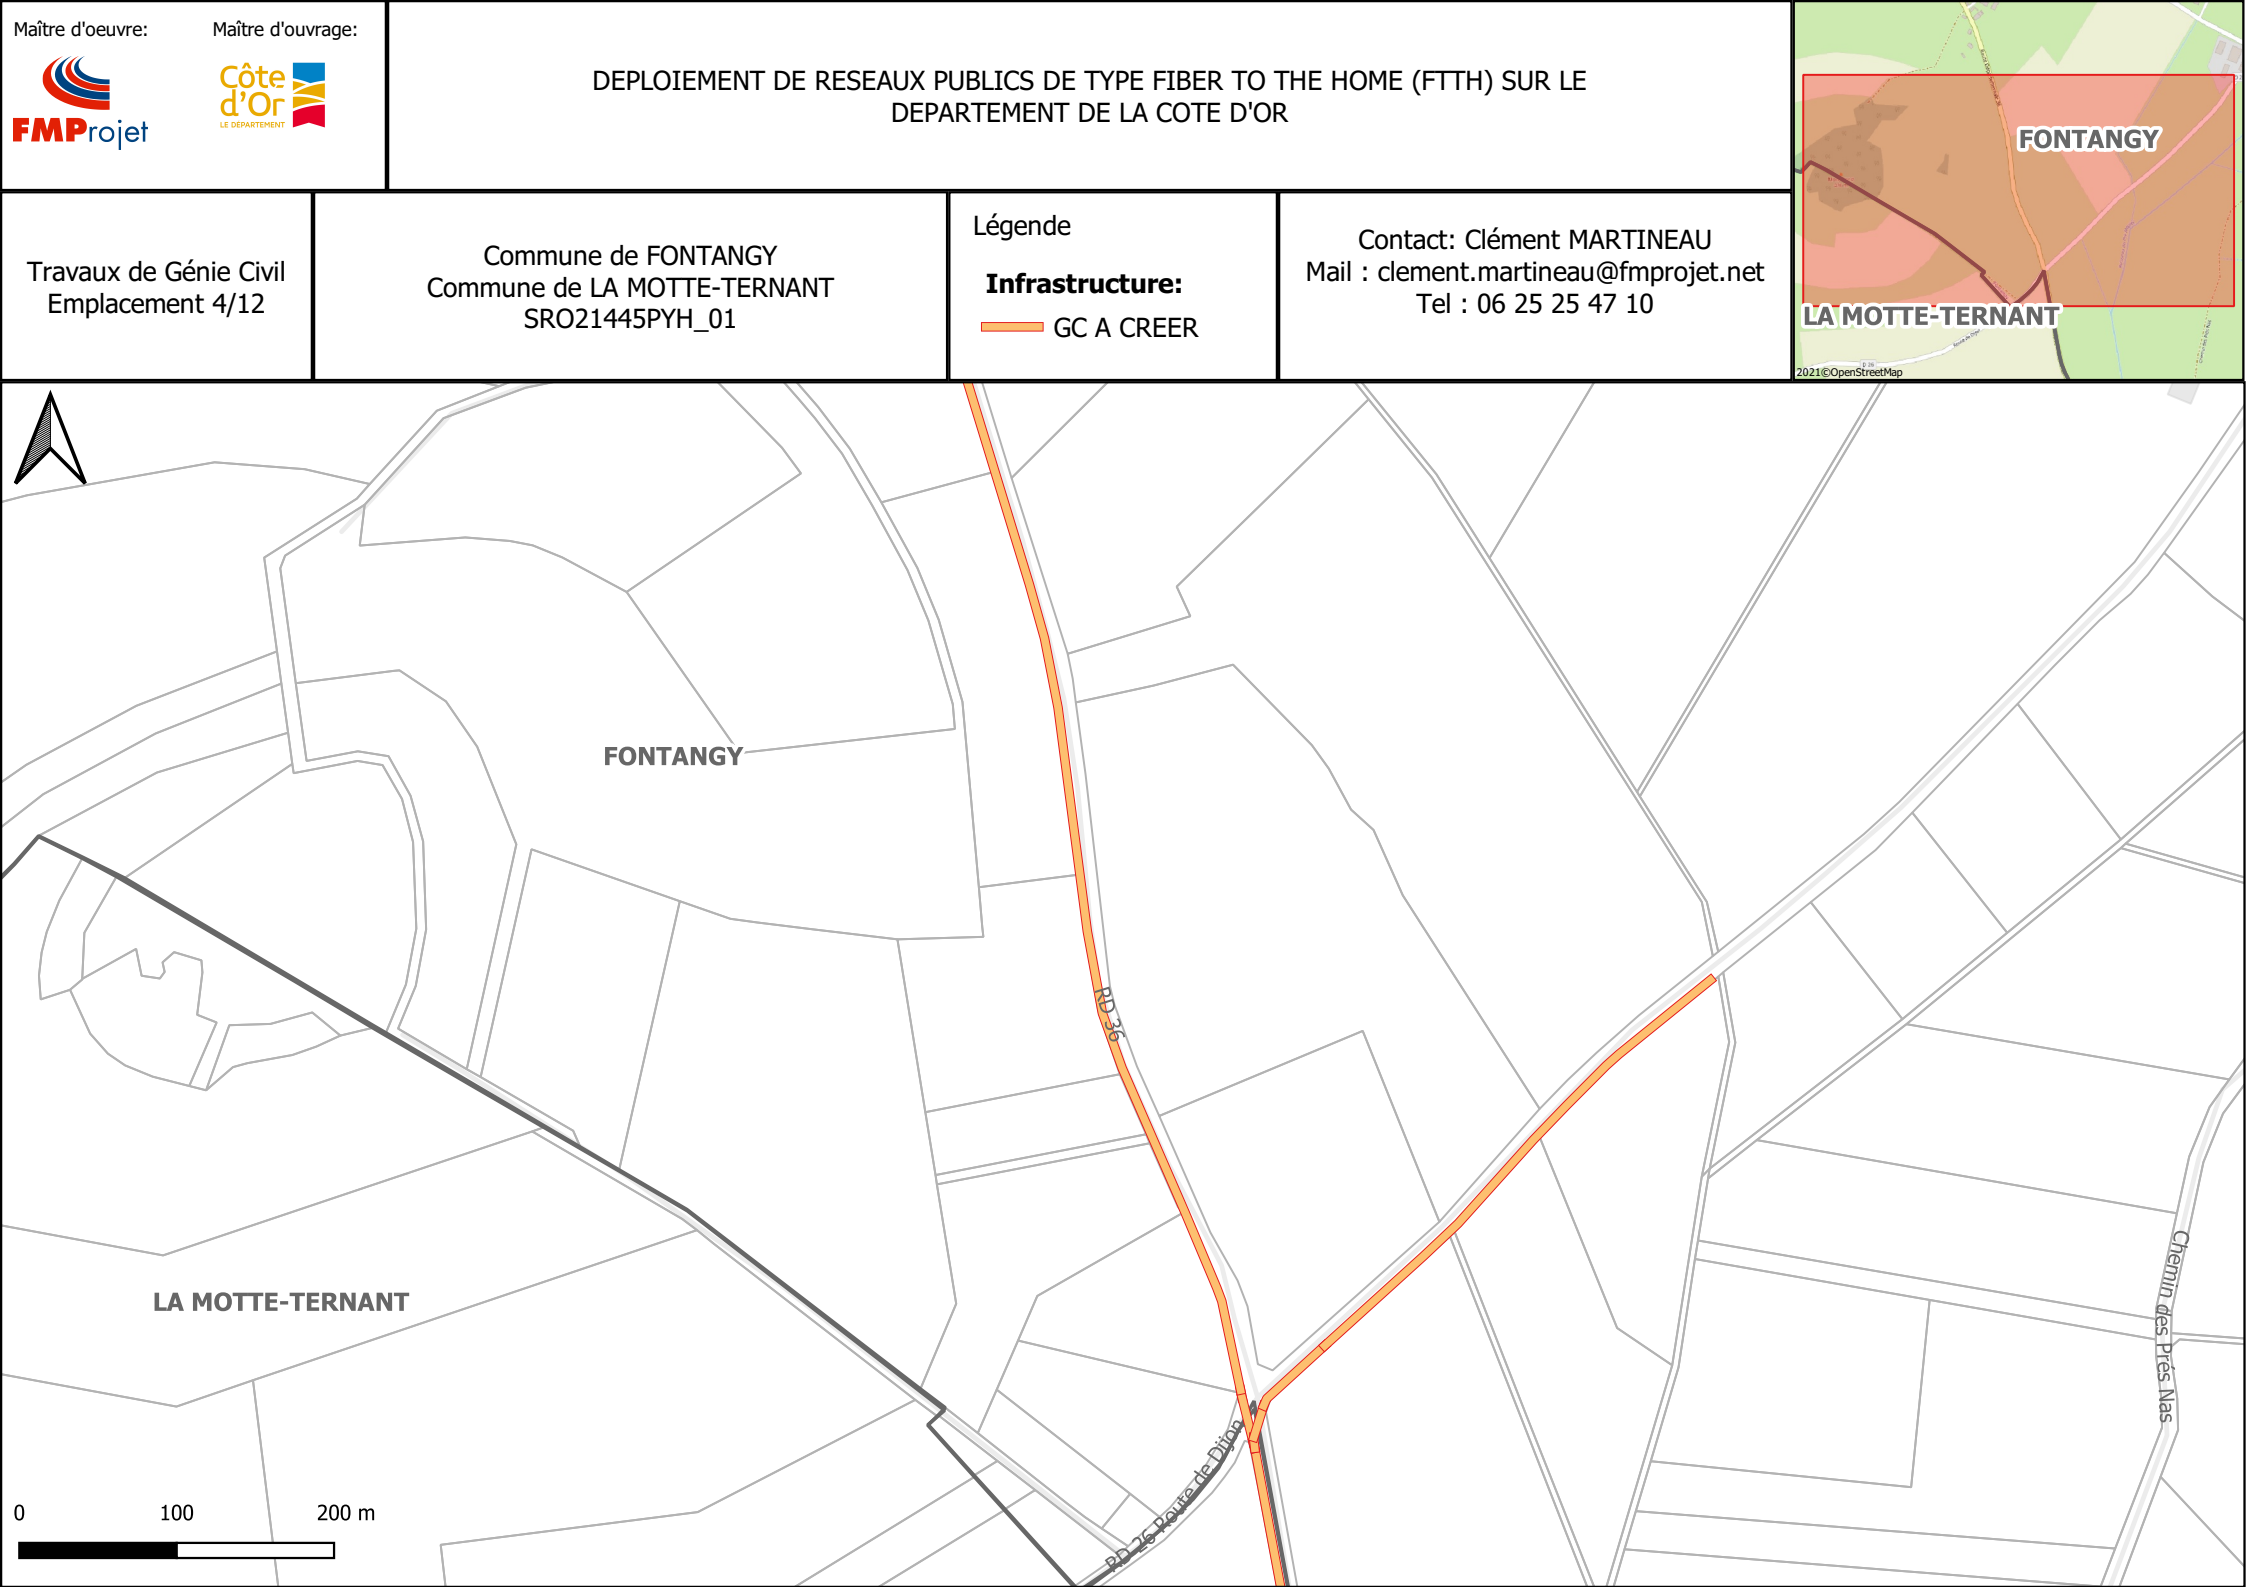 Maître d'oeuvre:
Maître d'ouvrage:
FMProjet
Côte
d'Or
LE DÉPARTEMENT
DEPLOIEMENT DE RESEAUX PUBLICS DE TYPE FIBER TO THE HOME (FTTH) SUR LE
DEPARTEMENT DE LA COTE D'OR
Travaux de Génie Civil
Emplacement 4/12
Commune de FONTANGY
Commune de LA MOTTE-TERNANT
SRO21445PYH_01
Légende
Infrastructure:
GC A CREER
Contact: Clément MARTINEAU
Mail : clement.martineau@fmprojet.net
Tel : 06 25 25 47 10
FONTANGY
LA MOTTE-TERNANT
D 26
2021©OpenStreetMap
FONTANGY
RD 36
LA MOTTE-TERNANT
Chemin des Prés Nas
RD 26 Route de Dijon
0 100 200 m